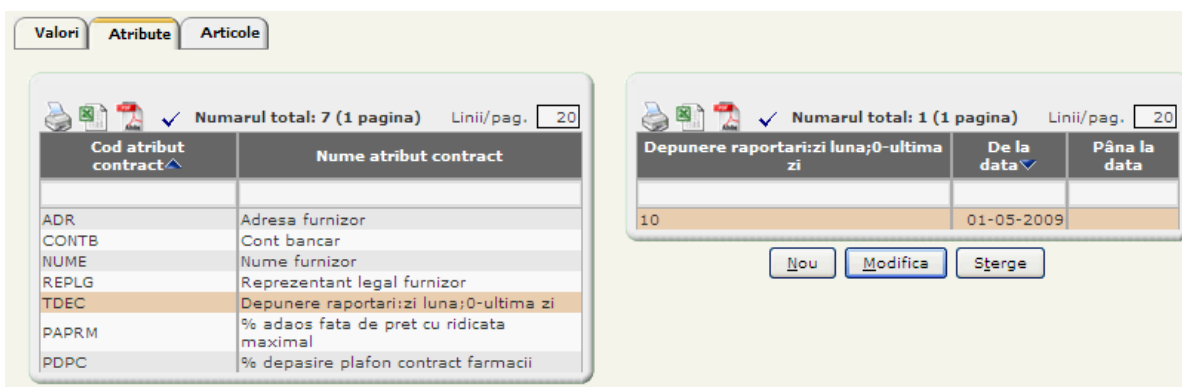 Valori Atribute Articole
Numarul total: 7 (1 pagina) Linii/pag. 20
Cod atribut contract Nume atribut contract
ADR Adresa furnizor
CONTB Cont bancar
NUME Nume furnizor
REPLG Reprezentant legal furnizor
TDEC Depunere raportari:zi luna;0-ultima zi
PAPRM % adaos fata de pret cu ridicata maximal
PDPC % depasire plafon contract farmacii
Numarul total: 1 (1 pagina) Linii/pag. 20
Depunere raportari:zi luna;0-ultima zi De la data Pâna la data
10 01-05-2009
Nou Modifica Sterge